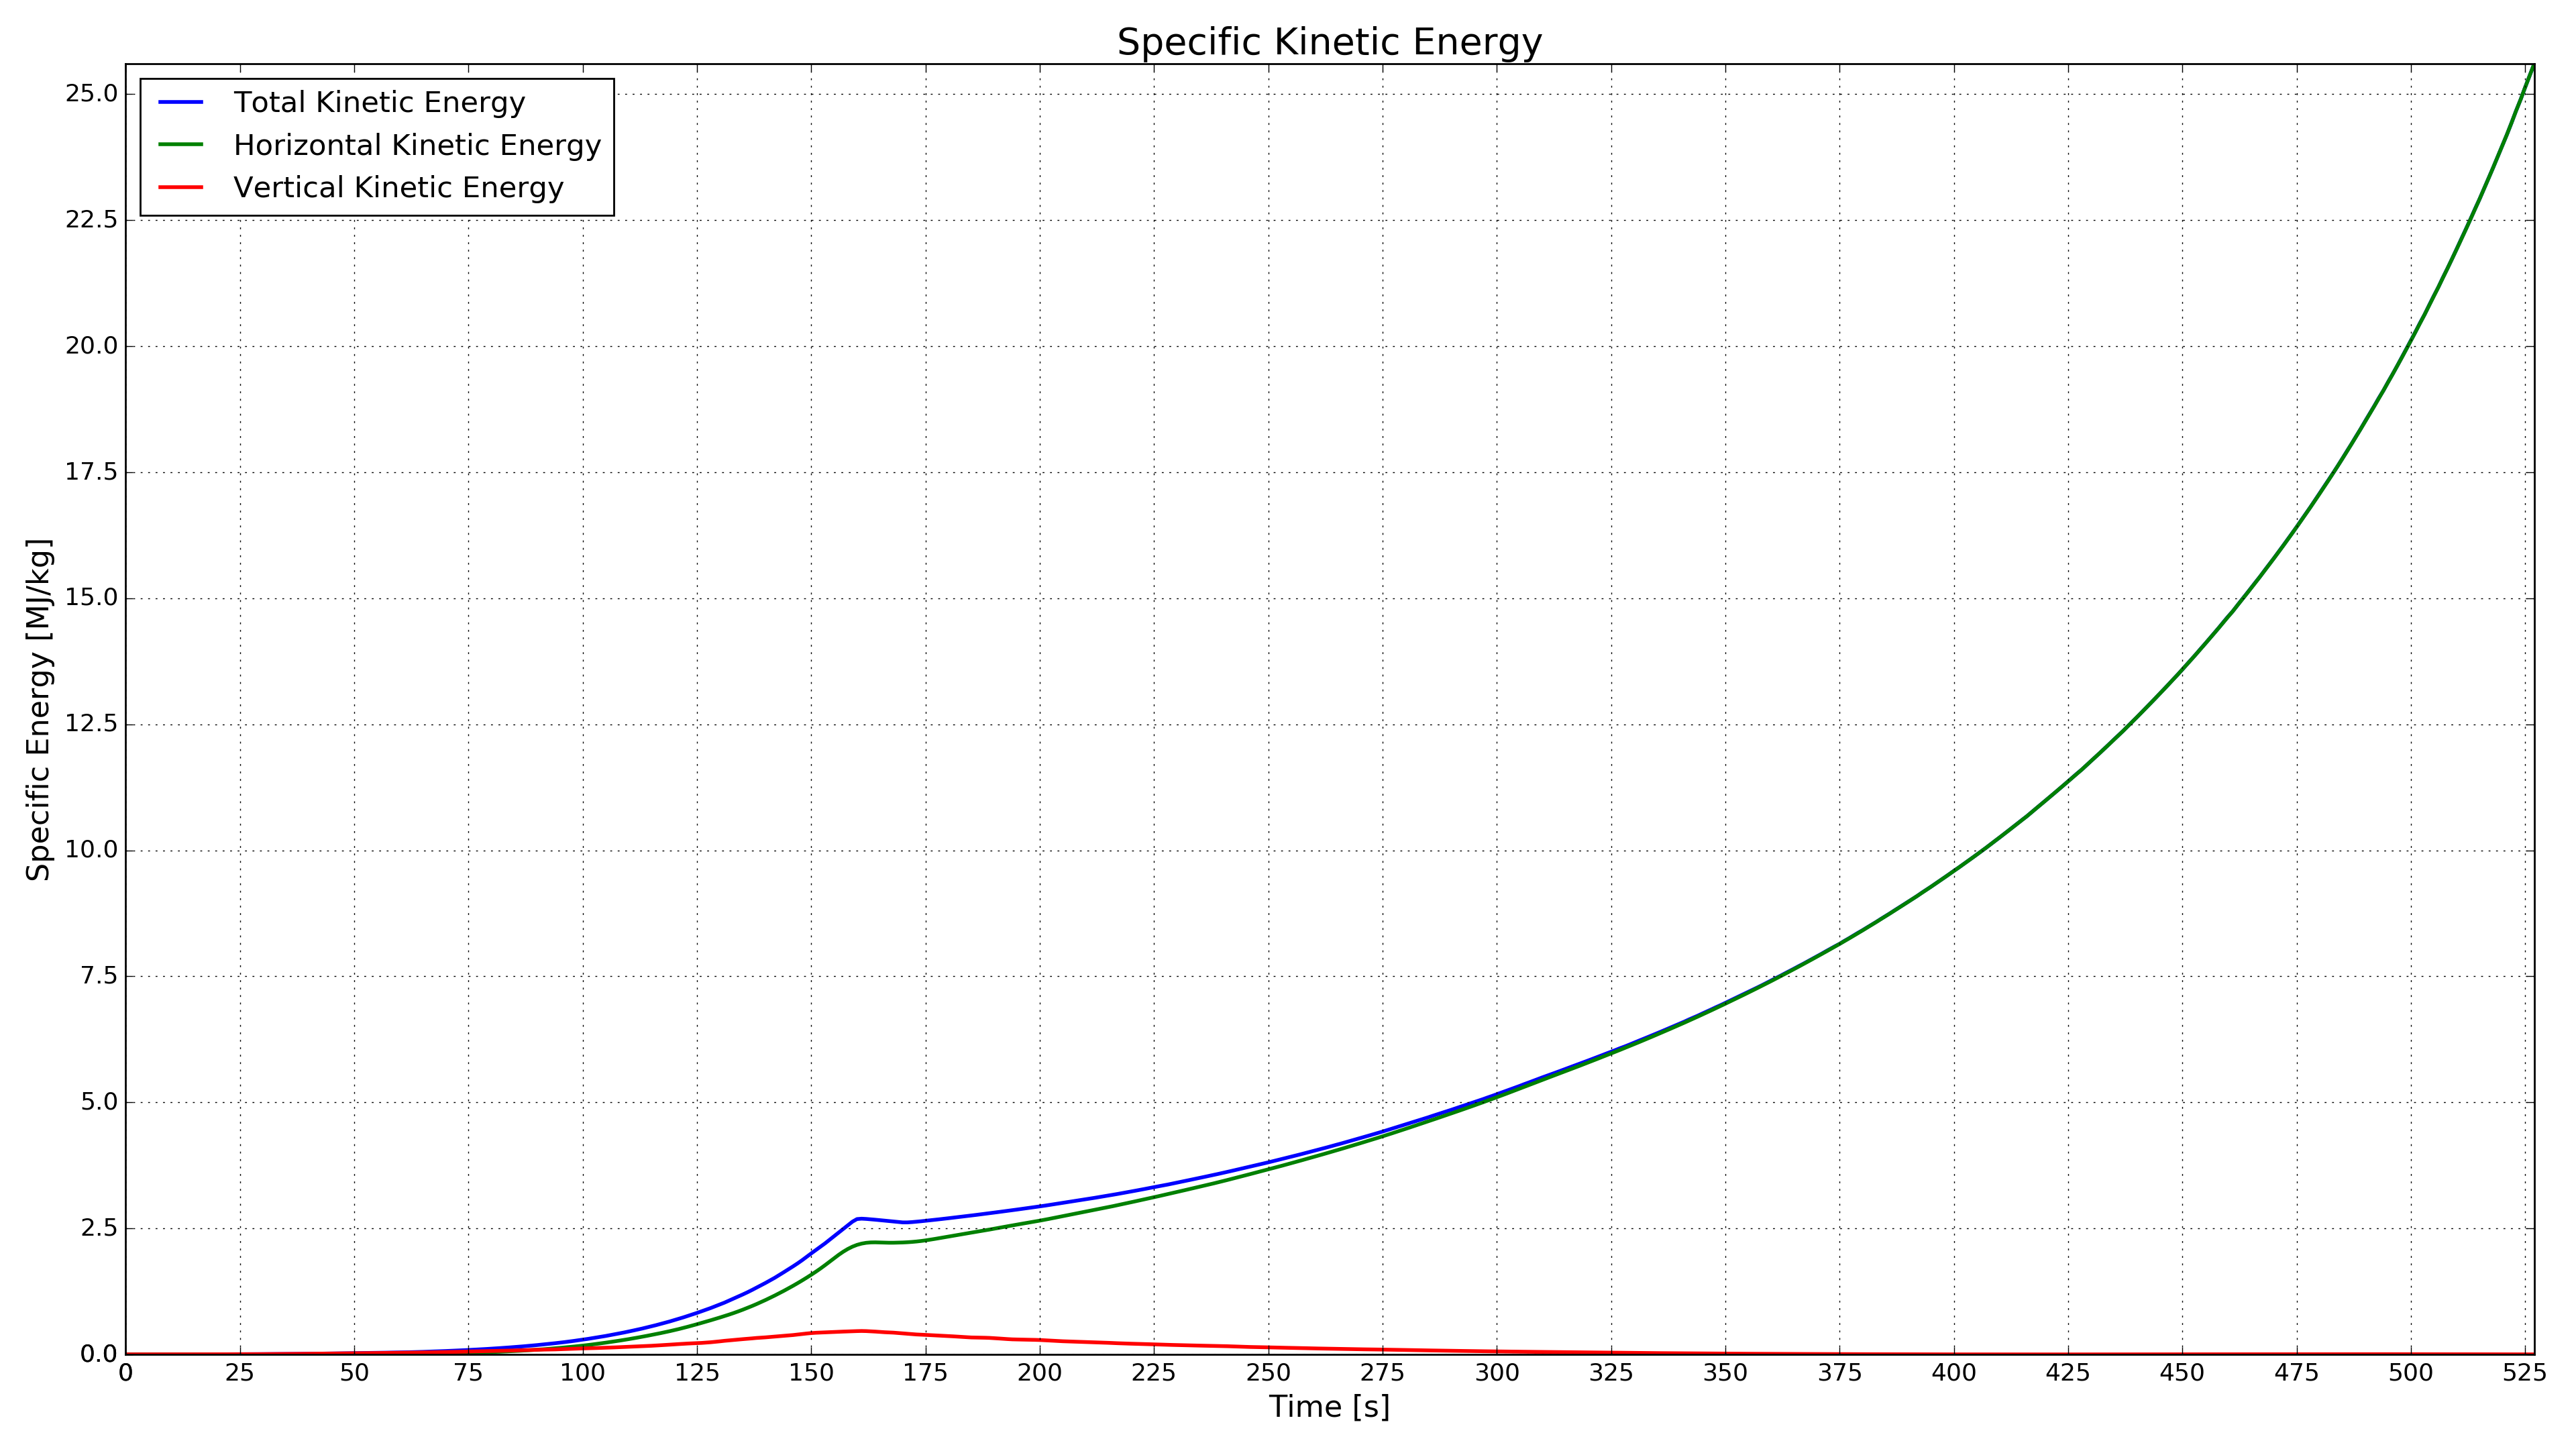 Specific Kinetic Energy
Total Kinetic Energy
Horizontal Kinetic Energy
Vertical Kinetic Energy
Specific Energy [MJ/kg]
25.0
22.5
20.0
17.5
15.0
12.5
10.0
7.5
5.0
2.5
0.0
0 25 50 75 100 125 150 175 200 225 250 275 300 325 350 375 400 425 450 475 500 525
Time [s]